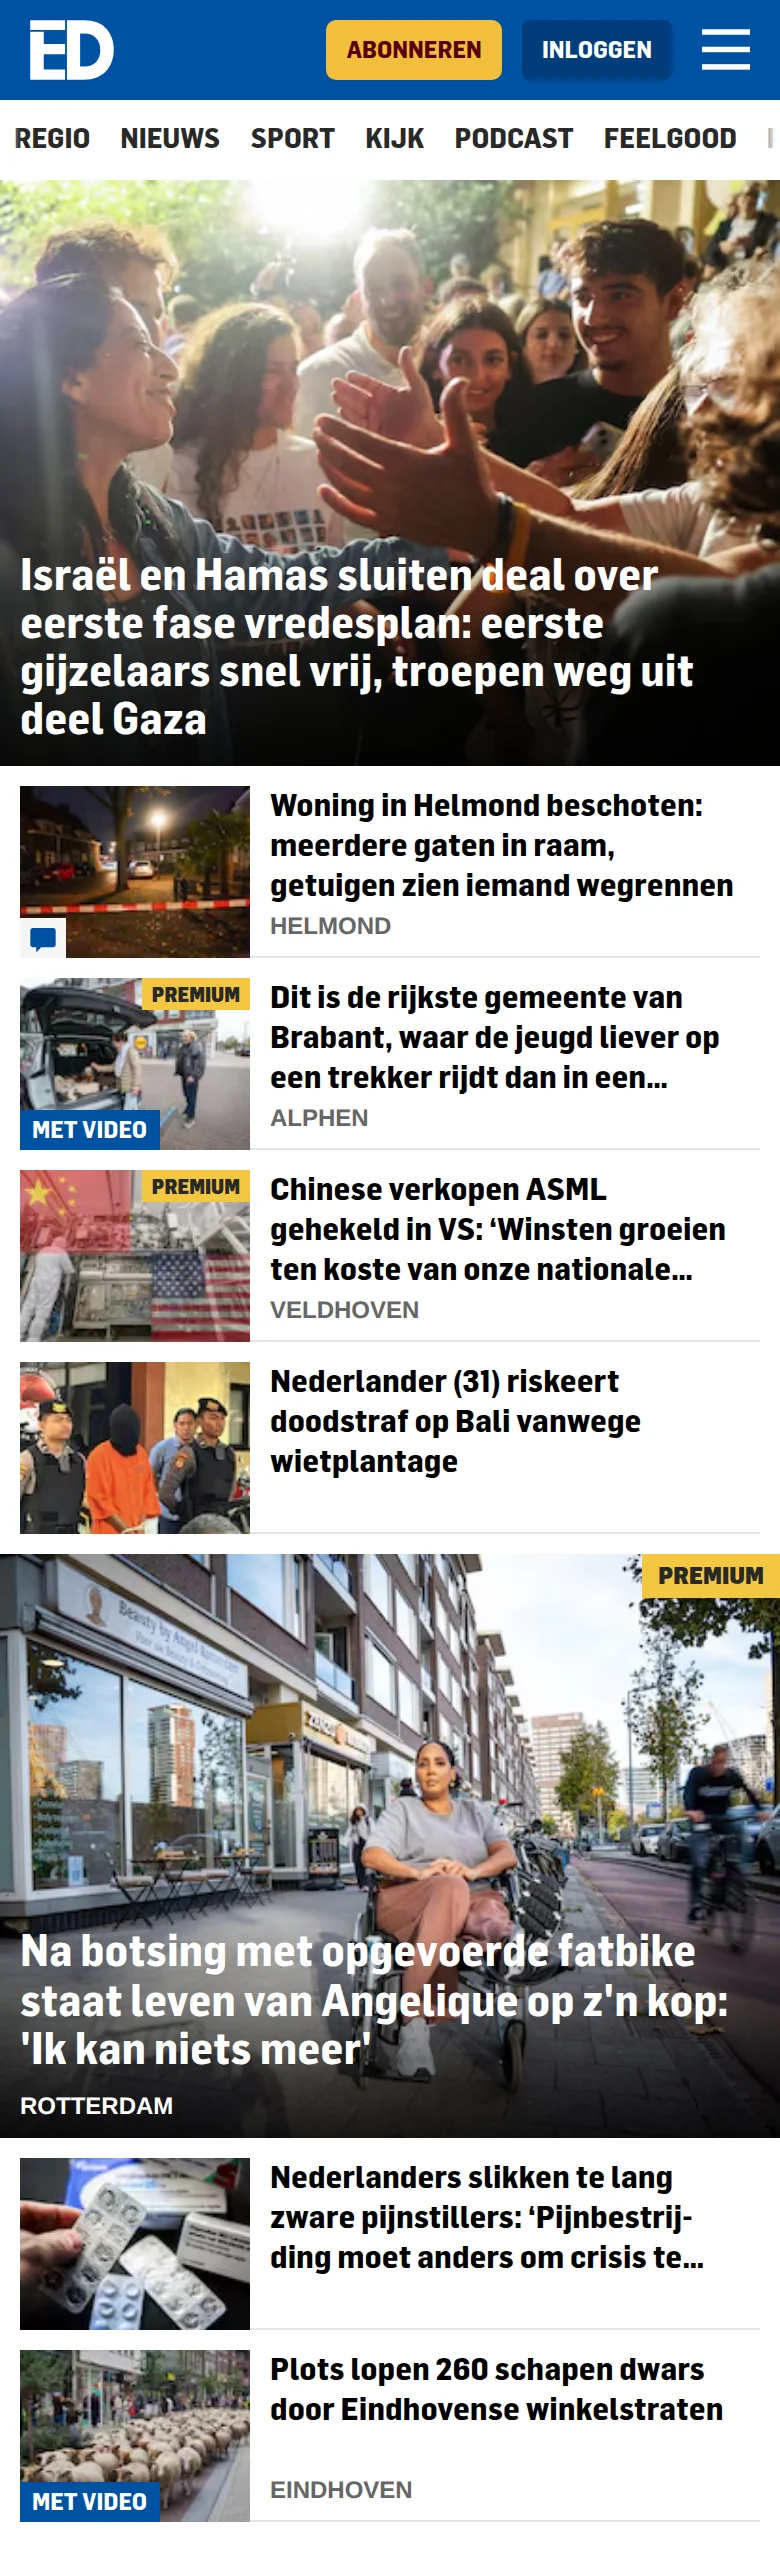 ED
ABONNEREN
INLOGGEN
REGIO NIEUWS SPORT KIJK PODCAST FEELGOOD
Israël en Hamas sluiten deal over
eerste fase vredesplan: eerste
gijzelaars snel vrij, troepen weg uit
deel Gaza
Woning in Helmond beschoten:
meerdere gaten in raam,
getuigen zien iemand wegrennen
HELMOND
PREMIUM
MET VIDEO
Dit is de rijkste gemeente van
Brabant, waar de jeugd liever op
een trekker rijdt dan in een...
ALPHEN
PREMIUM
Chinese verkopen ASML
gehekeld in VS: ‘Winsten groeien
ten koste van onze nationale...
VELDHOVEN
Nederlander (31) riskeert
doodstraf op Bali vanwege
wietplantage
PREMIUM
Beauty by Angel
Na botsing met opgevoerde fatbike
staat leven van Angelique op z'n kop:
'Ik kan niets meer'
ROTTERDAM
Nederlanders slikken te lang
zware pijnstillers: ‘Pijnbestrij-
ding moet anders om crisis te...
MET VIDEO
Plots lopen 260 schapen dwars
door Eindhovense winkelstraten
EINDHOVEN